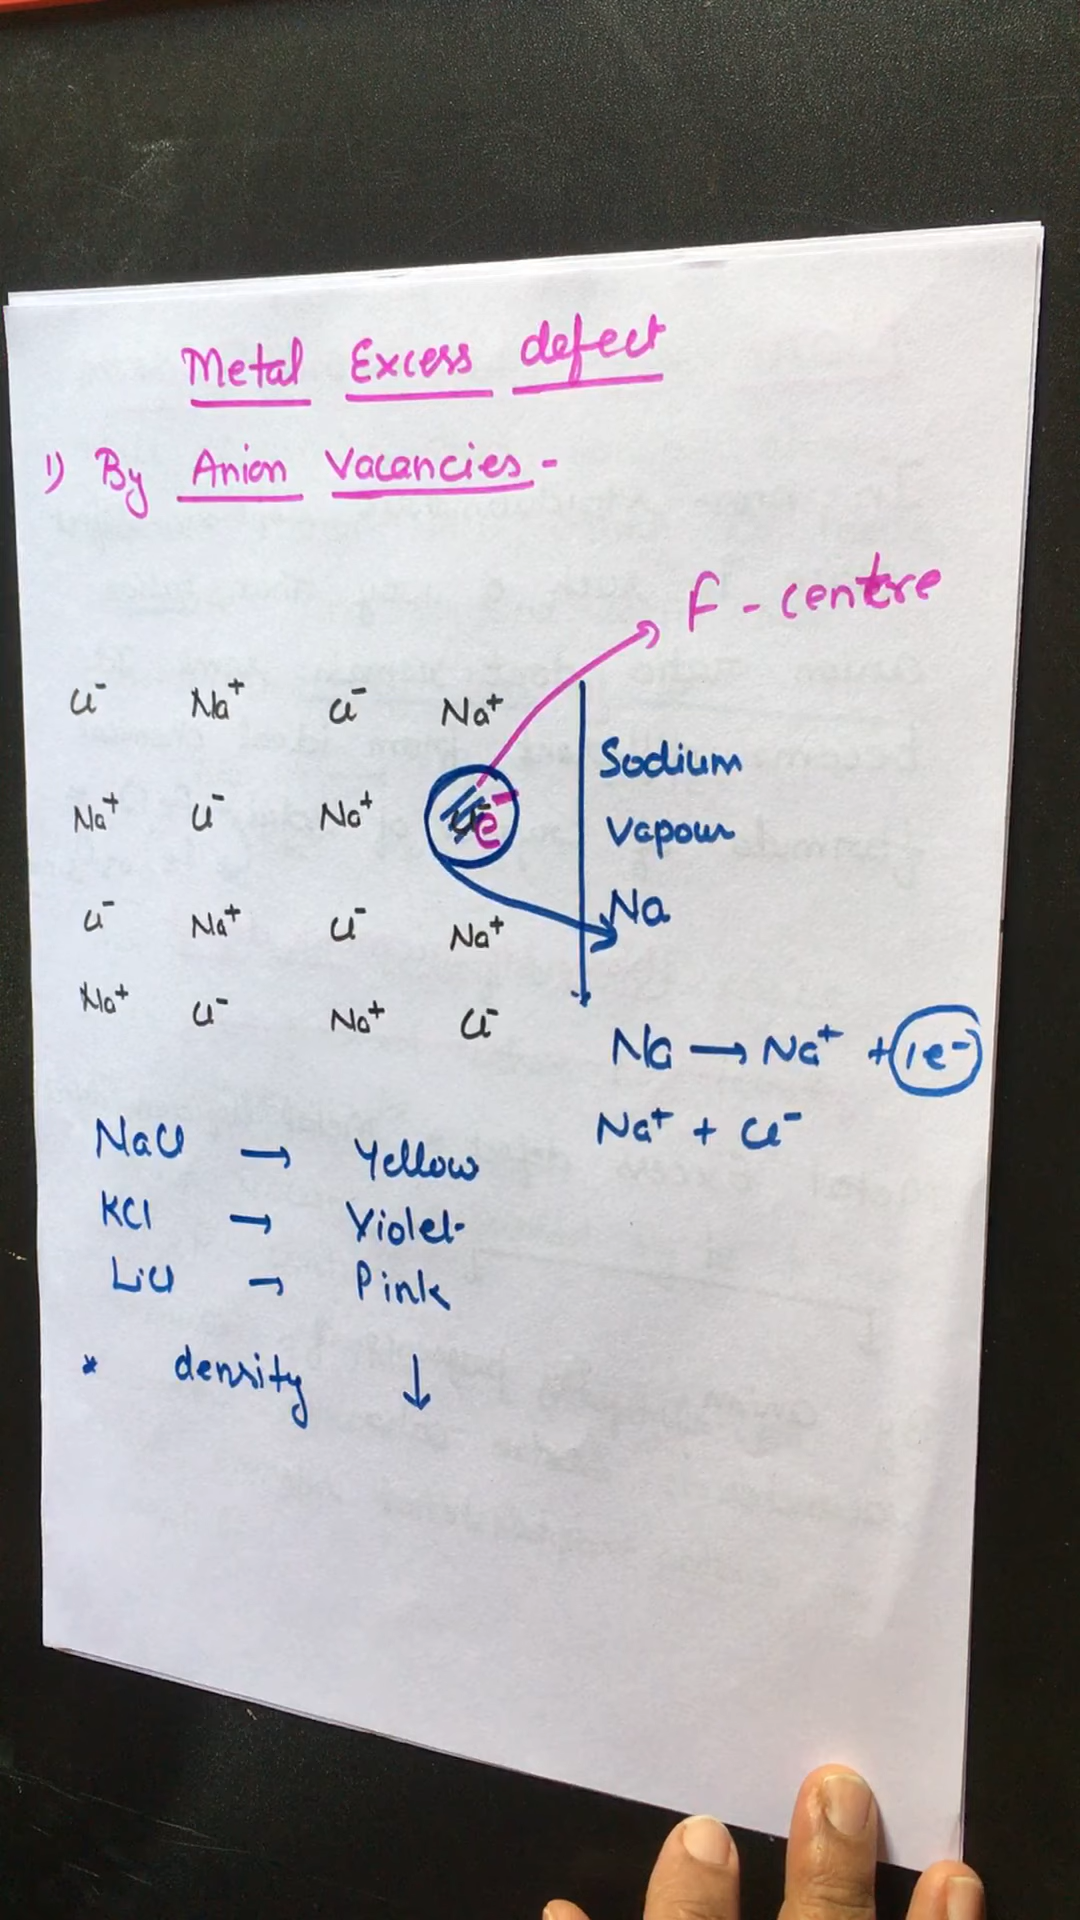 Metal Excess defect
1) By Anion Vacancies -
F - centre
Cl⁻ Na⁺ Cl⁻ Na⁺
Na⁺ Cl⁻ Na⁺ e⁻
Cl⁻ Na⁺ Cl⁻ Na⁺
Na⁺ Cl⁻ Na⁺ Cl⁻
Sodium
Vapour
Na
Na → Na⁺ + 1e⁻
Na⁺ + Cl⁻
NaCl → Yellow
KCl → Violet
LiCl → Pink
* density ↓